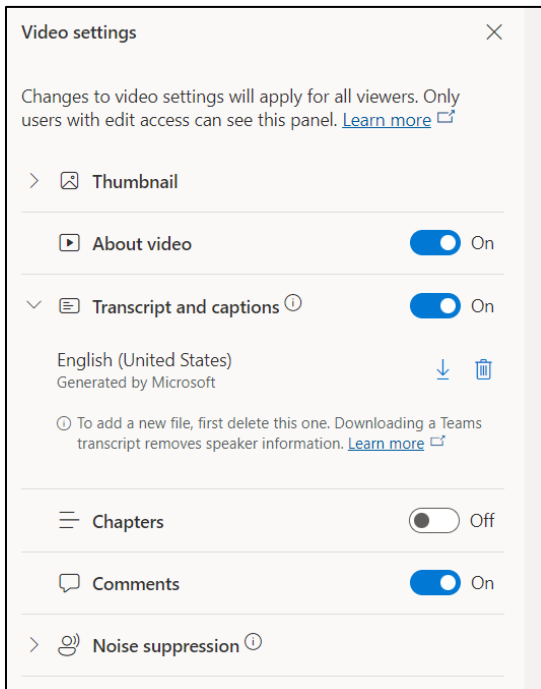 Video settings
Changes to video settings will apply for all viewers. Only
users with edit access can see this panel. Learn more
Thumbnail
About video On
Transcript and captions On
English (United States)
Generated by Microsoft
To add a new file, first delete this one. Downloading a Teams
transcript removes speaker information. Learn more
Chapters Off
Comments On
Noise suppression